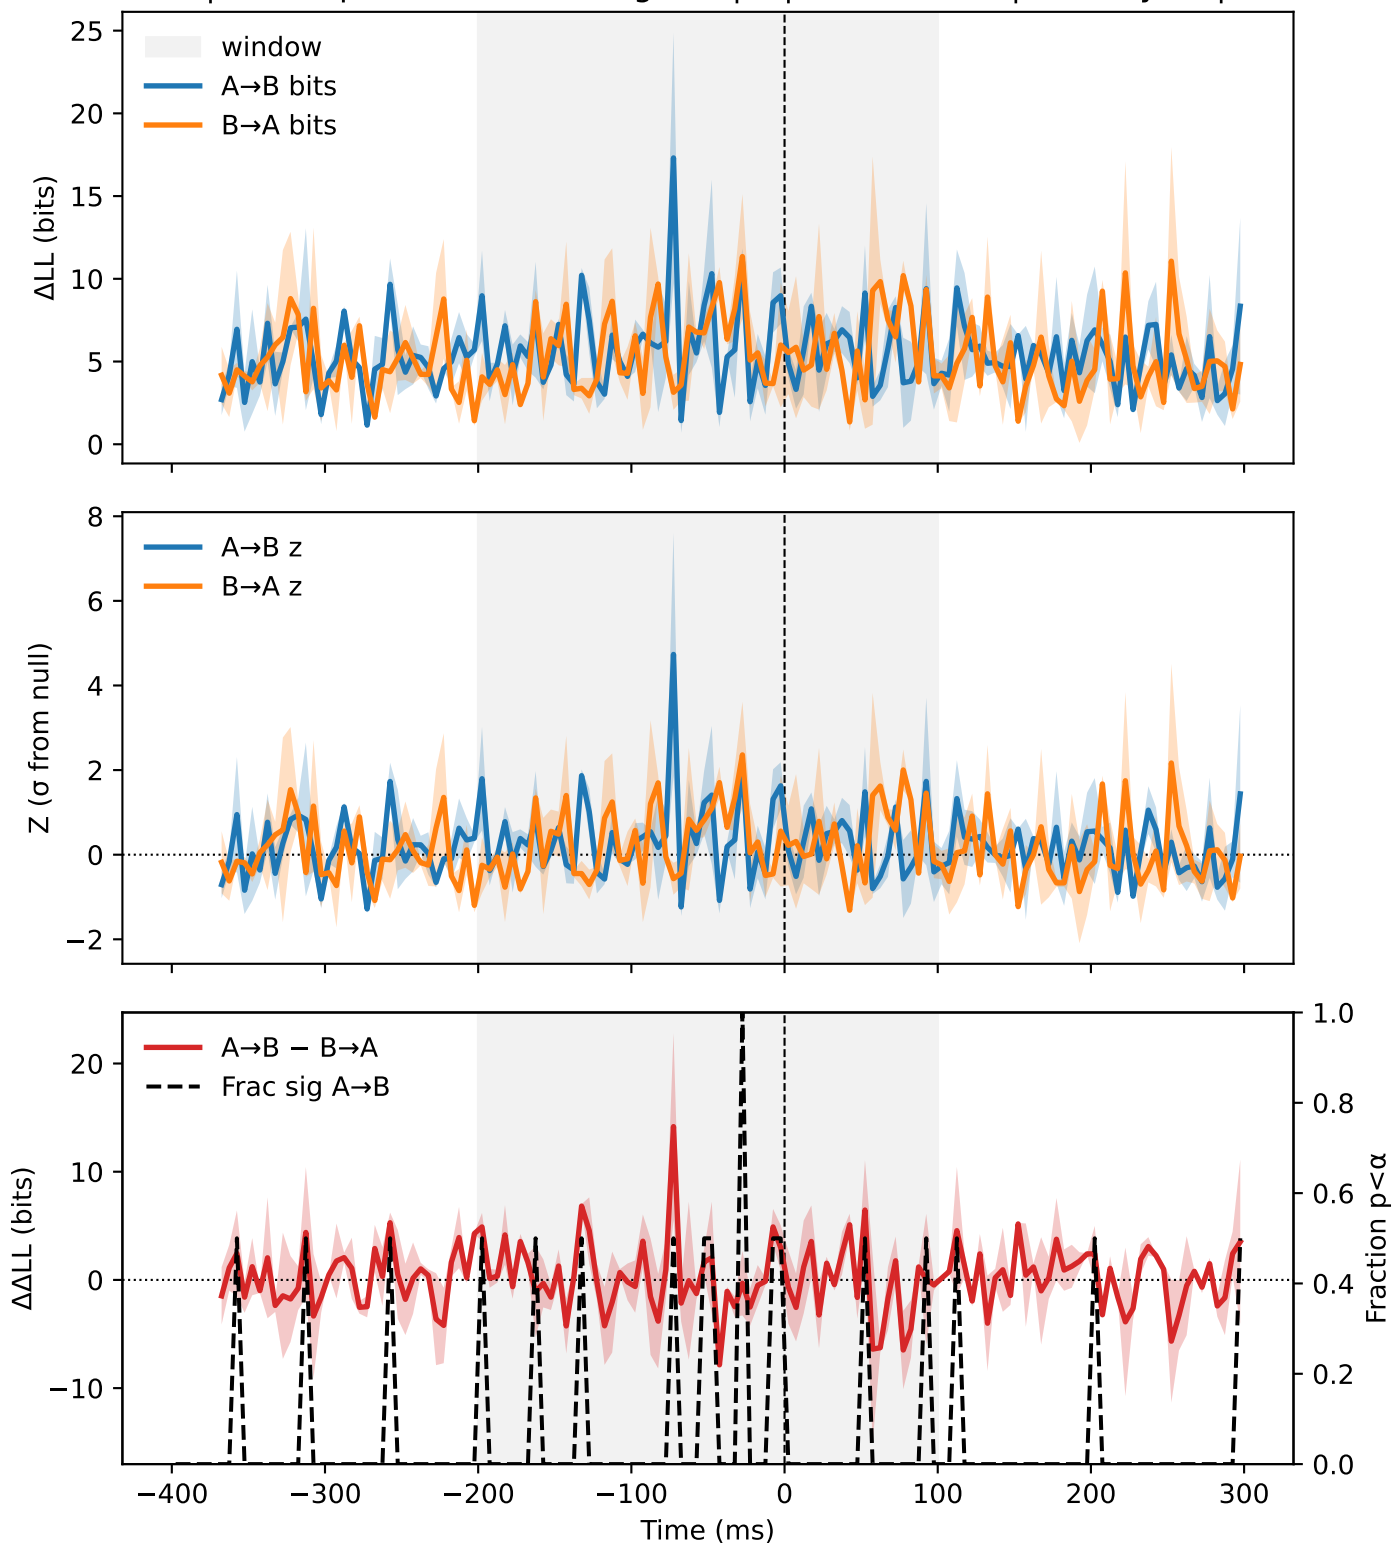 25
20
15
10
5
0
ΔLL (bits)
window
A→B bits
B→A bits
8
6
4
2
0
−2
Z (σ from null)
A→B z
B→A z
20
10
0
−10
ΔΔLL (bits)
A→B − B→A
Frac sig A→B
1.0
0.8
0.6
0.4
0.2
0.0
Fraction p<α
−400 −300 −200 −100 0 100 200 300
Time (ms)